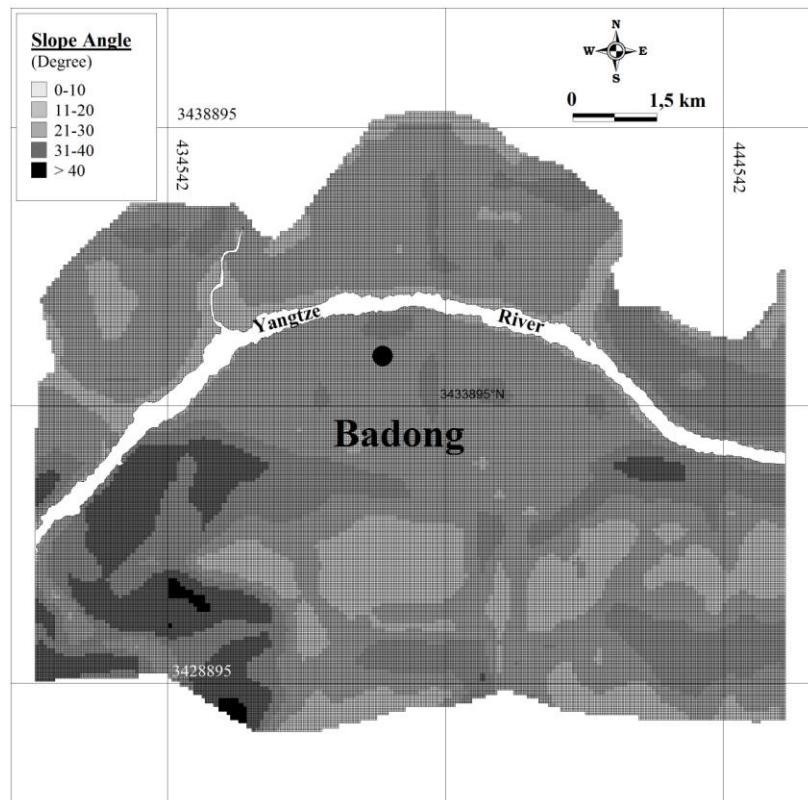 Slope Angle
(Degree)
0-10
11-20
21-30
31-40
> 40
N
W E
S
0 1,5 km
3438895
434542
444542
Yangtze River
3433895°N
Badong
3428895